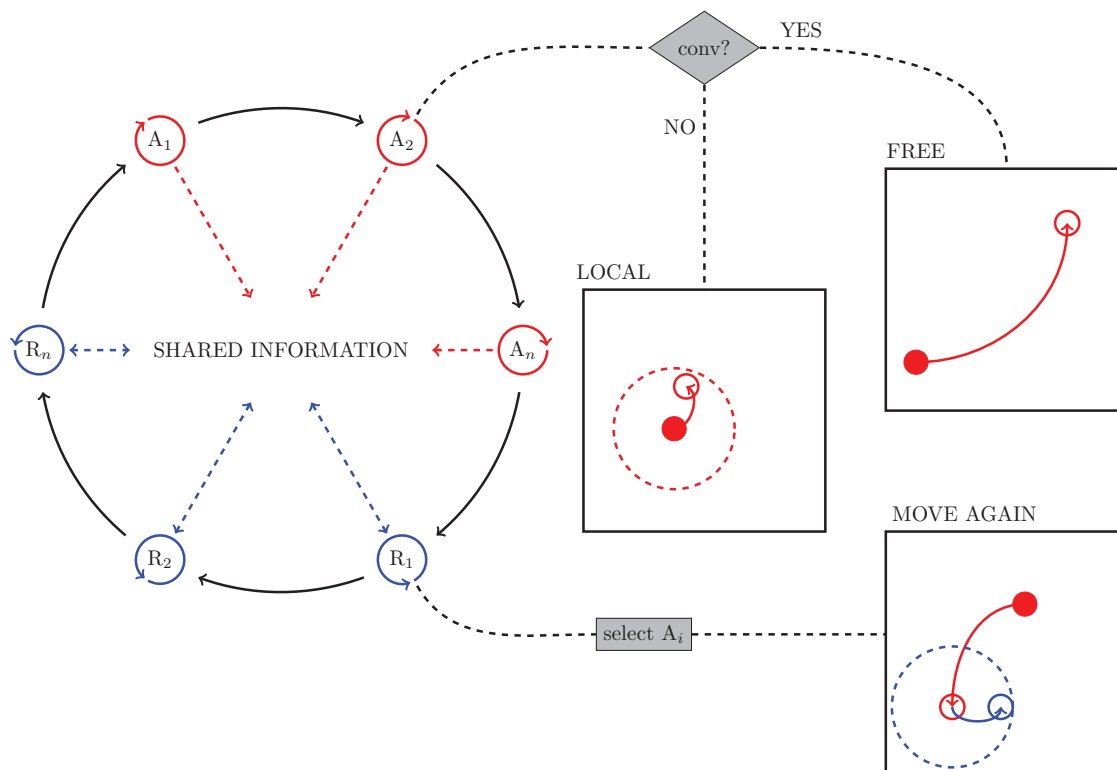 conv?
YES
NO
A₁
A₂
FREE
LOCAL
Rₙ
SHARED INFORMATION
Aₙ
MOVE AGAIN
R₂
R₁
select Aᵢ